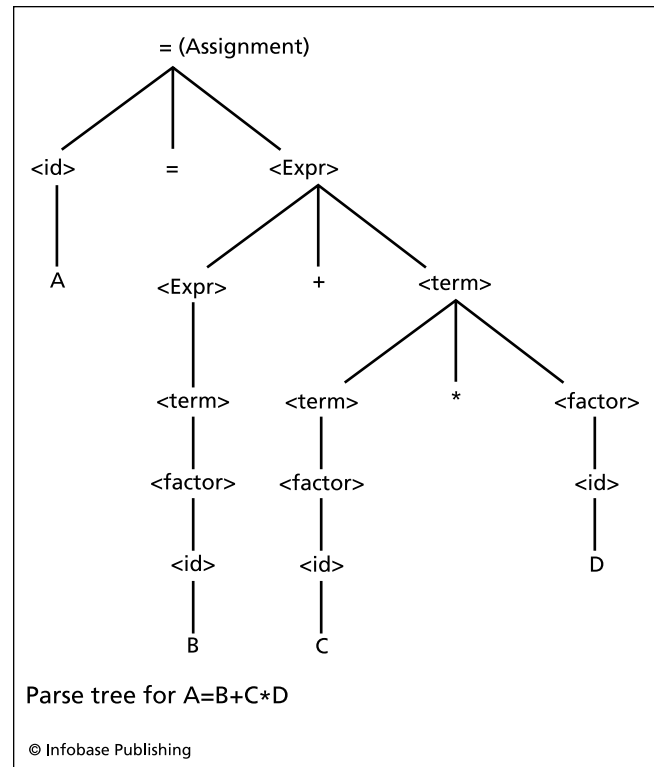 = (Assignment)
<id> = <Expr>
A <Expr> + <term>
<term> <term> * <factor>
<factor> <factor> <id>
<id> <id> D
B C
Parse tree for A=B+C*D
© Infobase Publishing